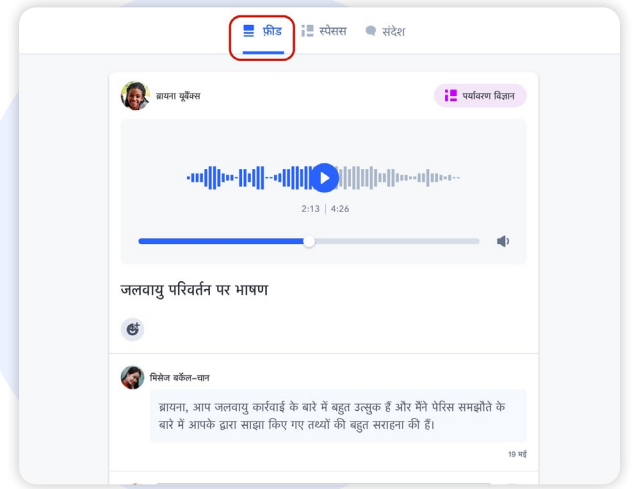 फ़ीड स्पेसस संदेश
ब्रायना यूबैंक्स
पर्यावरण विज्ञान
2:13 | 4:26
जलवायु परिवर्तन पर भाषण
मिसेज बर्केल-चान
ब्रायना, आप जलवायु कार्रवाई के बारे में बहुत उत्सुक हैं और मैंने पेरिस समझौते के
बारे में आपके द्वारा साझा किए गए तथ्यों की बहुत सराहना की हैं।
19 मई